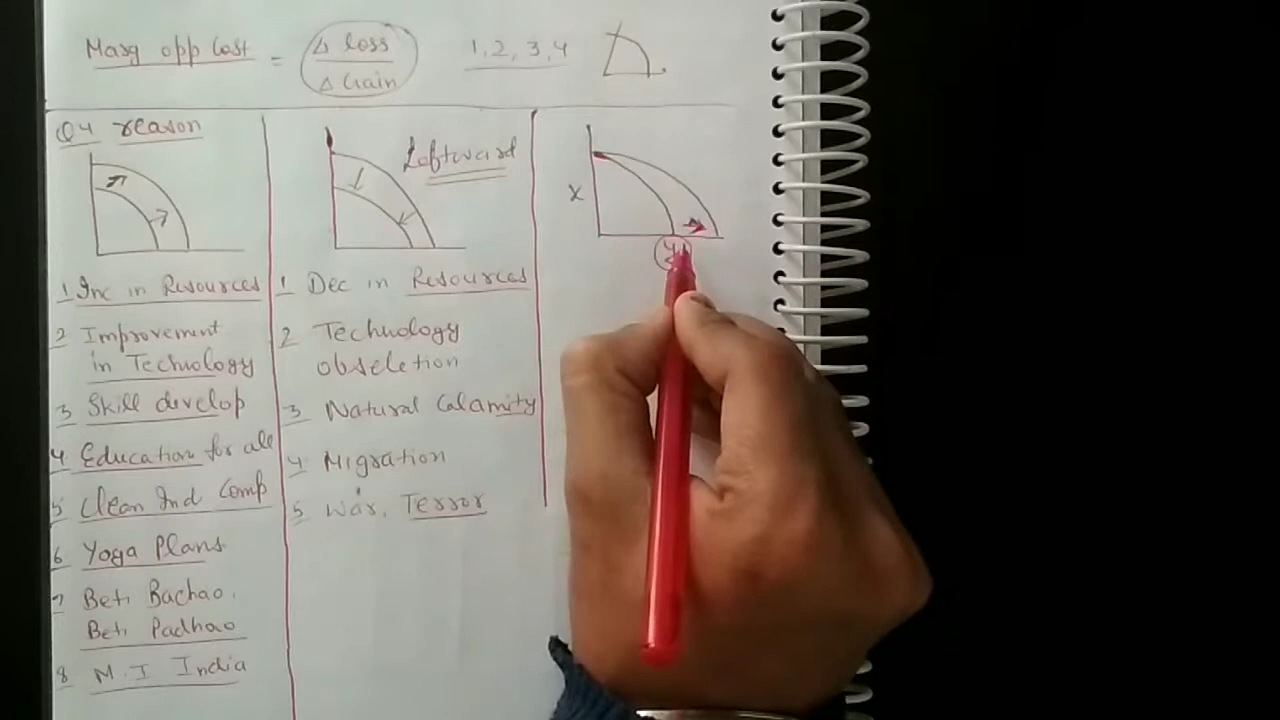 Marg opp Cost = Δ loss
Δ Gain
1, 2, 3, 4
Q4 reason
1 Inc in Resources
2 Improvement
in Technology
3 Skill develop
4 Education for all
5 Clean Ind Comp
6 Yoga Plans
7 Beti Bachao,
Beti Padhao
8 M. I India
Leftward
1 Dec in Resources
2 Technology
obseletion
3 Natural Calamity
4 Migration
5 War, Terror
X
Y